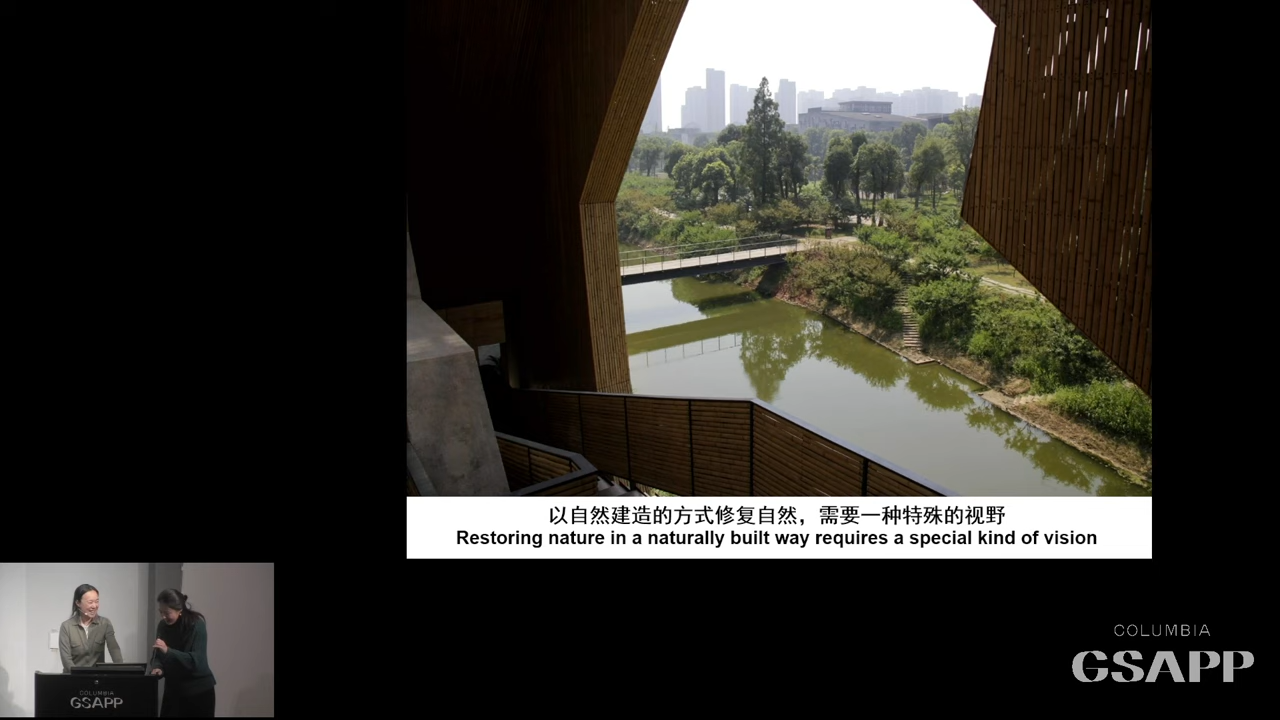 以自然建造的方式修复自然，需要一种特殊的视野
Restoring nature in a naturally built way requires a special kind of vision
COLUMBIA
GSAPP
COLUMBIA
GSAPP